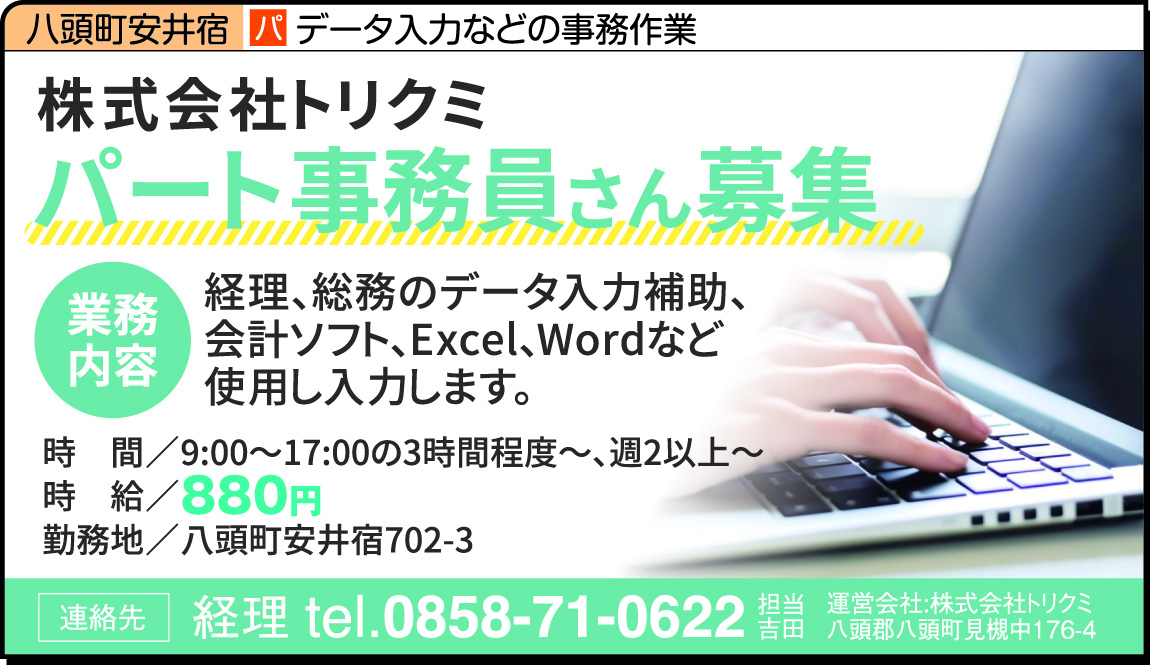 八頭町安井宿 パ データ入力などの事務作業
株式会社トリクミ
パート事務員さん募集
業務
内容
経理、総務のデータ入力補助、
会計ソフト、Excel、Wordなど
使用し入力します。
時　間／9:00〜17:00の3時間程度〜、週2以上〜
時　給／880円
勤務地／八頭町安井宿702-3
連絡先 経理 tel.0858-71-0622
担当
吉田
運営会社:株式会社トリクミ
八頭郡八頭町見槻中176-4